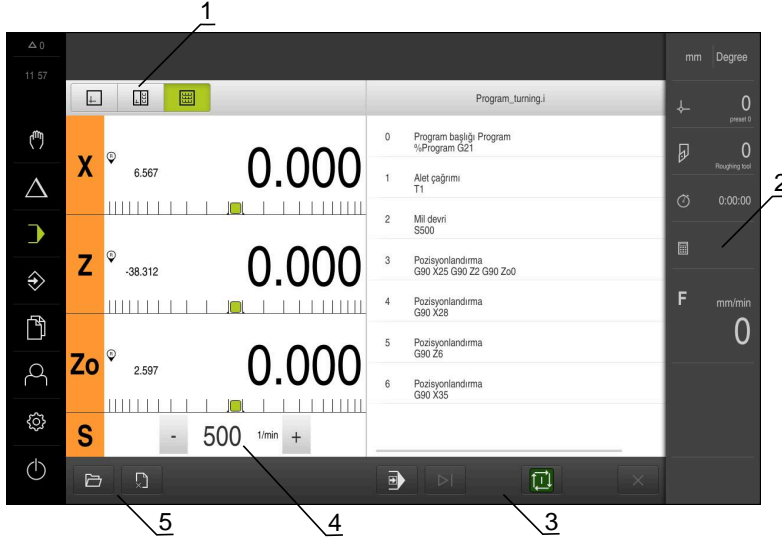 1
0
11 57
mm Degree
Program_turning.i
0
preset 0
X R 6.567 0.000
0 Program başlığı Program
%Program G21
0
Roughing tool
1 Alet çağrımı
T1
2
0:00:00
2 Mil devri
S500
Z R -38.312 0.000
3 Pozisyonlandırma
G90 X25 G90 Z2 G90 Zo0
F mm/min
0
4 Pozisyonlandırma
G90 X28
Zo R 2.597 0.000
5 Pozisyonlandırma
G90 Z6
6 Pozisyonlandırma
G90 X35
S - 500 1/min +
5
4
3